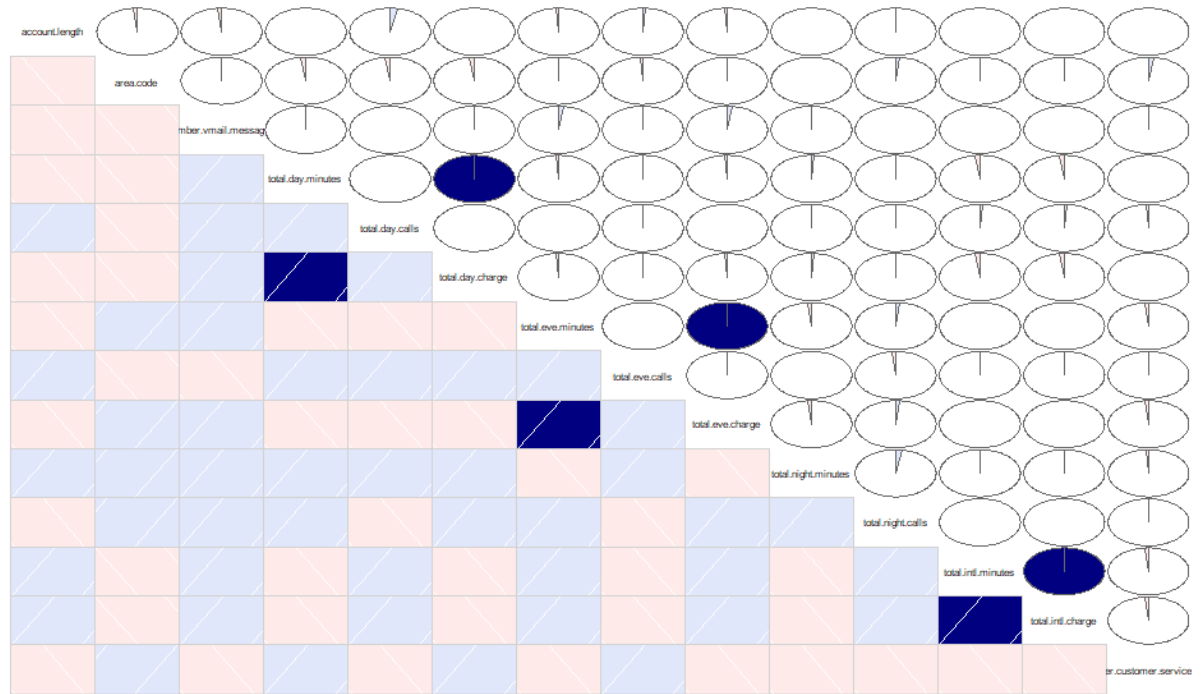 account.length
area.code
mber.vmail.messag
total.day.minutes
total.day.calls
total.day.charge
total.eve.minutes
total.eve.calls
total.eve.charge
total.night.minutes
total.night.calls
total.intl.minutes
total.intl.charge
er.customer.service